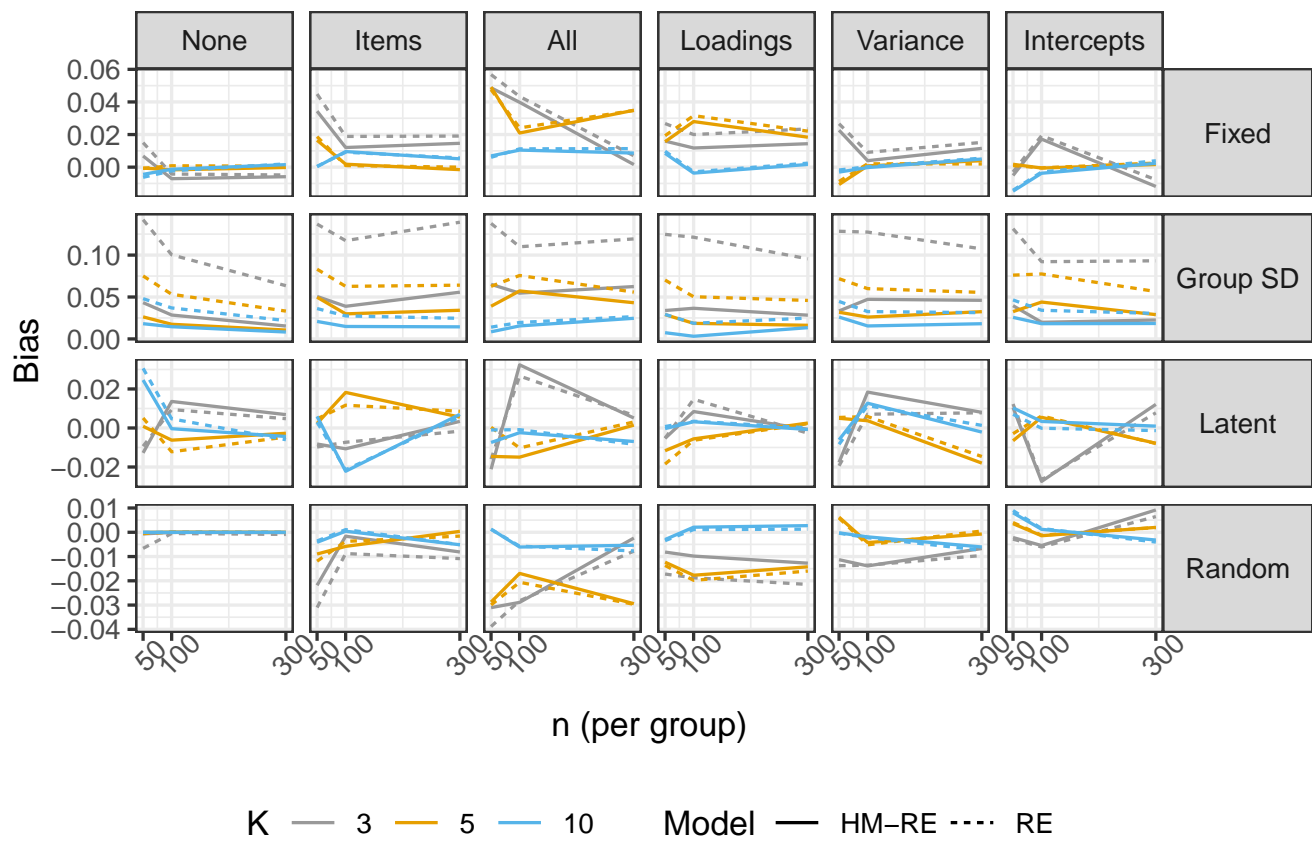 None Items All Loadings Variance Intercepts
0.06
0.04
0.02
0.00
Fixed
0.10
0.05
0.00
Group SD
0.02
0.00
−0.02
Latent
0.01
0.00
−0.01
−0.02
−0.03
−0.04
Random
50 100 300 50 100 300 50 100 300 50 100 300 50 100 300 50 100 300
Bias
n (per group)
K 3 5 10 Model HM−RE RE